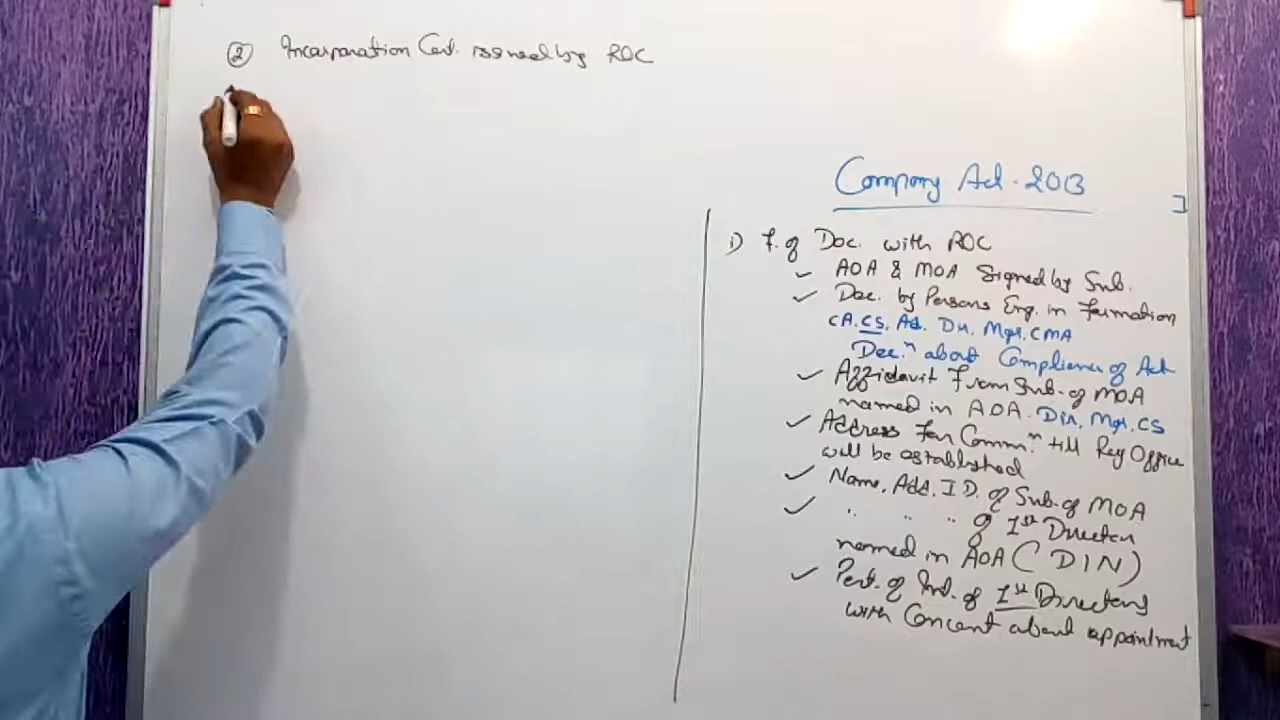 ② Incorporation Cert. issued by ROC
Company Act. 2013
1) F. of Doc. with ROC
✓ AOA & MOA Signed by Sub.
✓ Doc. by Persons Eng. in Formation
CA. CS. Ad. Dir. Mgr. CMA
Dec.ⁿ about Compliance of Act
✓ Affidavit From Sub. of MOA
named in AOA. Dir, Mgr. CS
✓ Address For Comm.ⁿ till Reg Office
will be established
✓ Name, Add. I D. of Sub. of MOA
✓ " " " of 1st Director
named in AOA ( DIN )
✓ Part. of Int. of 1st Directors
with Concent about appointment